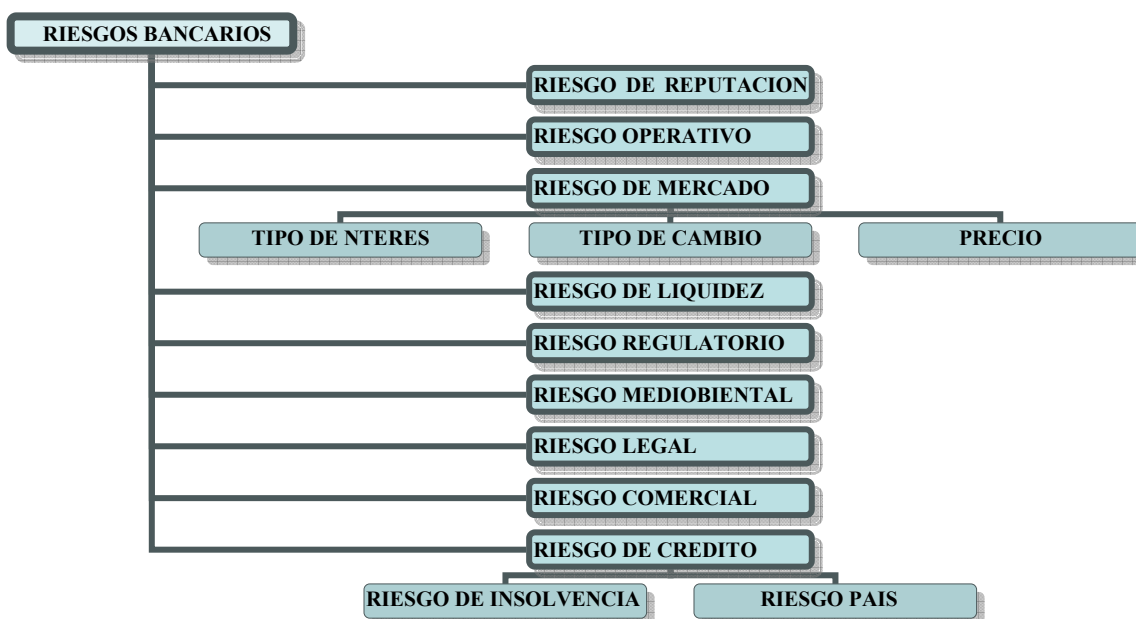 RIESGOS BANCARIOS
RIESGO DE REPUTACION
RIESGO OPERATIVO
RIESGO DE MERCADO
TIPO DE NTERES
TIPO DE CAMBIO
PRECIO
RIESGO DE LIQUIDEZ
RIESGO REGULATORIO
RIESGO MEDIOBIENTAL
RIESGO LEGAL
RIESGO COMERCIAL
RIESGO DE CREDITO
RIESGO DE INSOLVENCIA
RIESGO PAIS